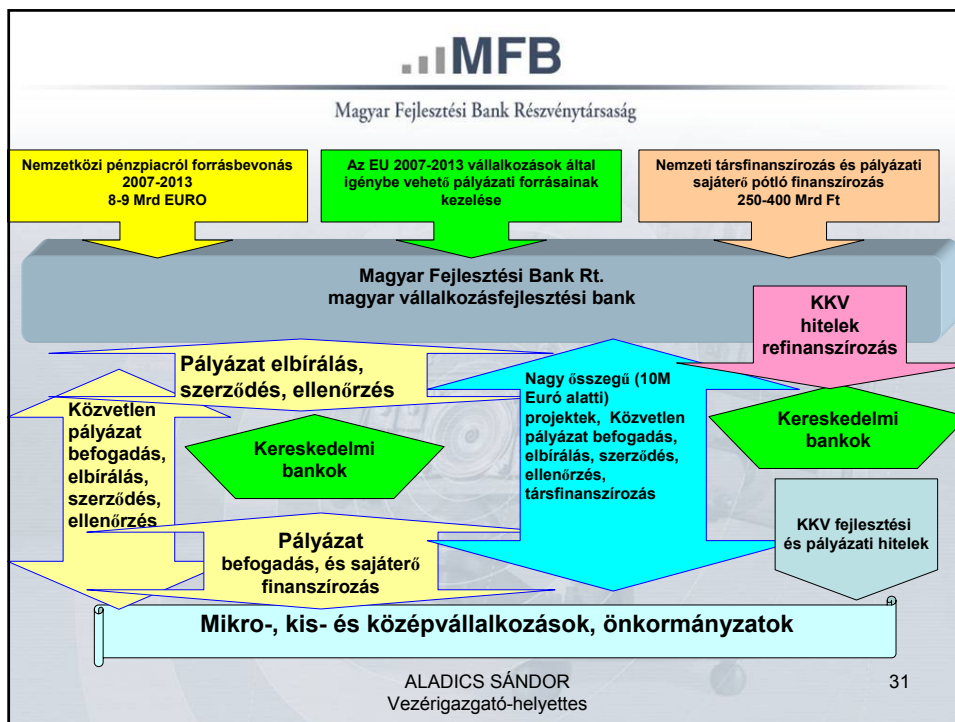 MFB
Magyar Fejlesztési Bank Részvénytársaság
Nemzetközi pénzpiacról forrásbevonás
2007-2013
8-9 Mrd EURO
Az EU 2007-2013 vállalkozások által
igénybe vehető pályázati forrásainak
kezelése
Nemzeti társfinanszírozás és pályázati
sajáterő pótló finanszírozás
250-400 Mrd Ft
Magyar Fejlesztési Bank Rt.
magyar vállalkozásfejlesztési bank
KKV
hitelek
refinanszírozás
Pályázat elbírálás,
szerződés, ellenőrzés
Közvetlen
pályázat
befogadás,
elbírálás,
szerződés,
ellenőrzés
Kereskedelmi
bankok
Nagy összegű (10M
Euró alatti)
projektek, Közvetlen
pályázat befogadás,
elbírálás, szerződés,
ellenőrzés,
társfinanszírozás
Kereskedelmi
bankok
Pályázat
befogadás, és sajáterő
finanszírozás
KKV fejlesztési
és pályázati hitelek
Mikro-, kis- és középvállalkozások, önkormányzatok
ALADICS SÁNDOR
Vezérigazgató-helyettes
31